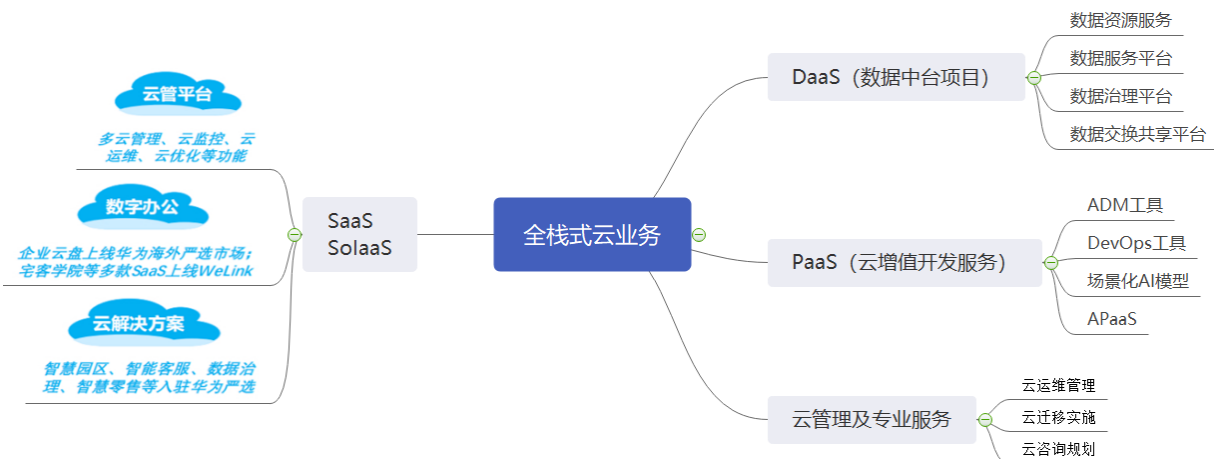 云管平台
多云管理、云监控、云
运维、云优化等功能
数字办公
企业云盘上线华为海外严选市场；
宅客学院等多款SaaS上线WeLink
云解决方案
智慧园区、智能客服、数据治
理、智慧零售等入驻华为严选
SaaS
SolaaS
全栈式云业务
DaaS（数据中台项目）
数据资源服务
数据服务平台
数据治理平台
数据交换共享平台
PaaS（云增值开发服务）
ADM工具
DevOps工具
场景化AI模型
APaaS
云管理及专业服务
云运维管理
云迁移实施
云咨询规划